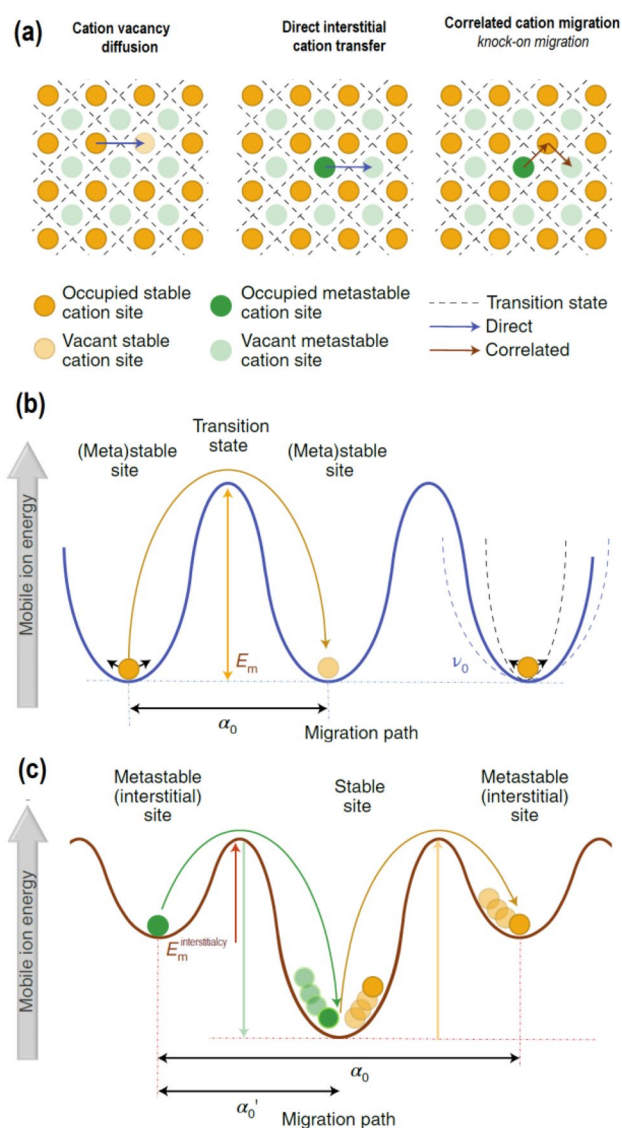 (a)
Cation vacancy
diffusion
Direct interstitial
cation transfer
Correlated cation migration
knock-on migration
Occupied stable
cation site
Occupied metastable
cation site
Transition state
Direct
Vacant stable
cation site
Vacant metastable
cation site
Correlated
(b)
Mobile ion energy
(Meta)stable
site
Transition
state
(Meta)stable
site
Em
ν0
α0
Migration path
(c)
Mobile ion energy
Metastable
(interstitial)
site
Stable
site
Metastable
(interstitial)
site
Em interstitialcy
α0
α0'
Migration path